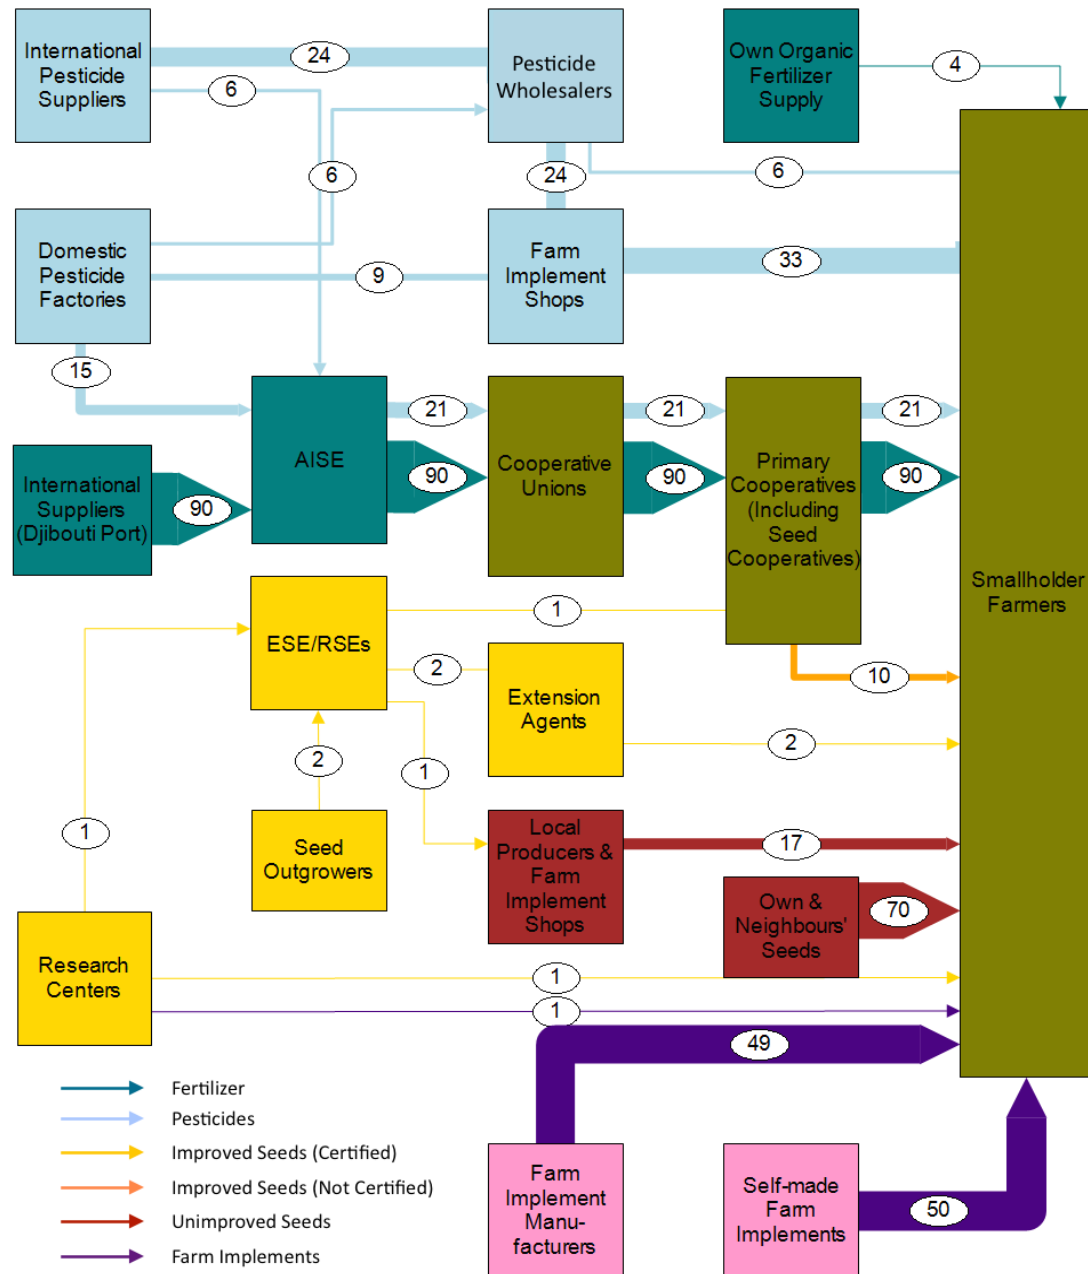 International
Pesticide
Suppliers
24
Pesticide
Wholesalers
Own Organic
Fertilizer
Supply
4
6
6
24
6
Domestic
Pesticide
Factories
9
Farm
Implement
Shops
33
15
AISE
21
Cooperative
Unions
21
Primary
Cooperatives
(Including
Seed
Cooperatives)
21
90
90
90
International
Suppliers
(Djibouti Port)
90
Smallholder
Farmers
ESE/RSEs
1
2
Extension
Agents
10
2
2
1
1
Seed
Outgrowers
Local
Producers &
Farm
Implement
Shops
17
Own &
Neighbours'
Seeds
70
Research
Centers
1
1
49
Fertilizer
Pesticides
Improved Seeds (Certified)
Improved Seeds (Not Certified)
Unimproved Seeds
Farm Implements
Farm
Implement
Manu-
facturers
Self-made
Farm
Implements
50